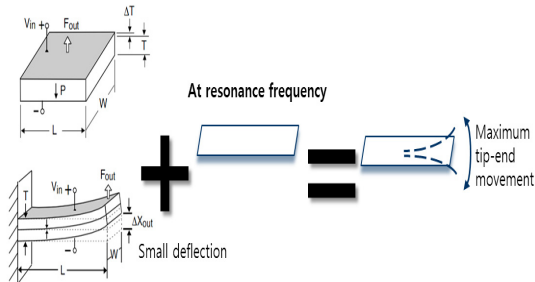 ΔT
Vin + Fout
T
P
W
-
L
At resonance frequency
Maximum
tip-end
movement
Fout
Vin +
T
ΔXout
-
W
L
Small deflection